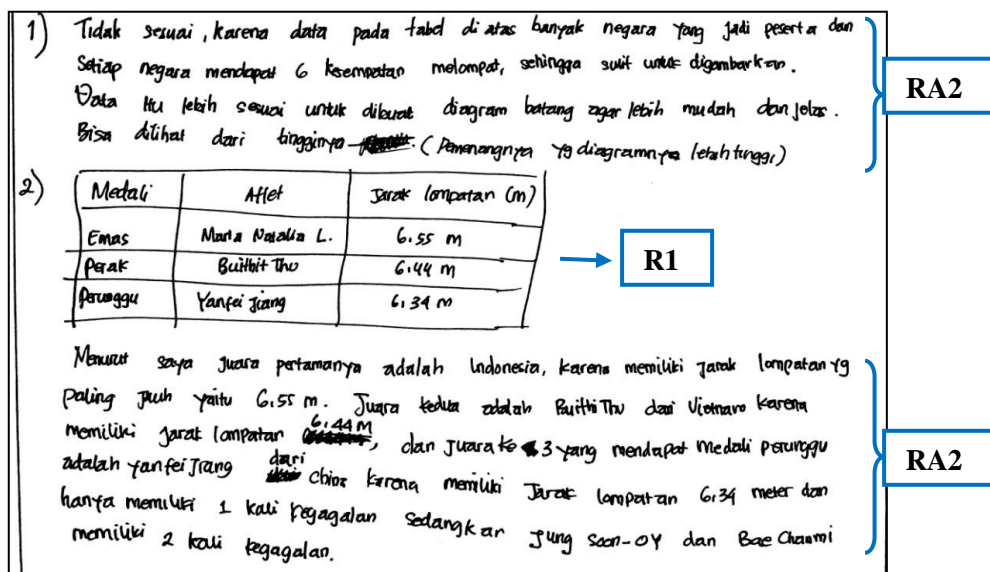 1) Tidak sesuai, karena data pada tabel di atas banyak negara yang jadi peserta dan
Setiap negara mendapat 6 kesempatan melompat, sehingga sulit untuk digambarkan.
Data itu lebih sesuai untuk dibuat diagram batang agar lebih mudah dan jelas.
Bisa dilihat dari tingginya. (Pemenangnya yg diagramnya lebih tinggi)
RA2
2)
Medali Atlet Jarak lompatan (m)
Emas Maria Natalia L. 6.55 m
Perak Buithit Thu 6.44 m
Perunggu Yanfei Jiang 6.34 m
R1
Menurut saya Juara pertamanya adalah Indonesia, karena memiliki jarak lompatan yg
paling jauh yaitu 6.55 m. Juara kedua adalah Buithi Thu dari Vietnam karena
memiliki jarak lompatan 6.44 m, dan Juara ke 3 yang mendapat medali perunggu
adalah yanfei Jiang dari China karena memiliki Jarak lompatan 6.34 meter dan
hanya memiliki 1 kali kegagalan sedangkan Jung Soon-OY dan Bae Chanmi
memiliki 2 kali kegagalan.
RA2